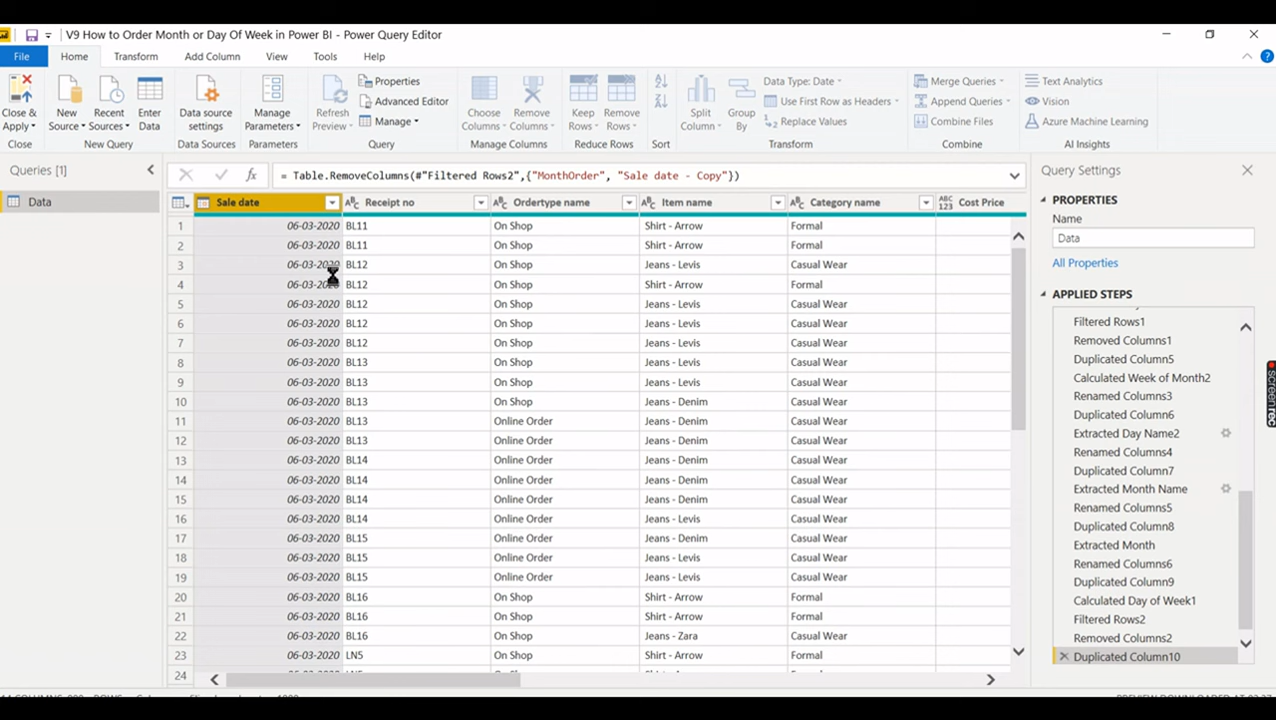 V9 How to Order Month or Day Of Week in Power BI - Power Query Editor
File Home Transform Add Column View Tools Help
Close & Apply
New Source
Recent Sources
Enter Data
Data source settings
Manage Parameters
Refresh Preview
Properties
Advanced Editor
Manage
Choose Columns
Remove Columns
Keep Rows
Remove Rows
Split Column
Group By
Data Type: Date
Use First Row as Headers
Replace Values
Merge Queries
Append Queries
Combine Files
Text Analytics
Vision
Azure Machine Learning
Close New Query Data Sources Parameters Query Manage Columns Reduce Rows Sort Transform Combine AI Insights
Queries [1]
Data
= Table.RemoveColumns(#"Filtered Rows2",{"MonthOrder", "Sale date - Copy"})
Sale date Receipt no Ordertype name Item name Category name Cost Price
1 06-03-2020 BL11 On Shop Shirt - Arrow Formal
2 06-03-2020 BL11 On Shop Shirt - Arrow Formal
3 06-03-2020 BL12 On Shop Jeans - Levis Casual Wear
4 06-03-2020 BL12 On Shop Shirt - Arrow Formal
5 06-03-2020 BL12 On Shop Jeans - Levis Casual Wear
6 06-03-2020 BL12 On Shop Jeans - Levis Casual Wear
7 06-03-2020 BL12 On Shop Jeans - Levis Casual Wear
8 06-03-2020 BL13 On Shop Jeans - Levis Casual Wear
9 06-03-2020 BL13 On Shop Jeans - Levis Casual Wear
10 06-03-2020 BL13 On Shop Jeans - Denim Casual Wear
11 06-03-2020 BL13 Online Order Jeans - Denim Casual Wear
12 06-03-2020 BL13 Online Order Jeans - Denim Casual Wear
13 06-03-2020 BL14 Online Order Jeans - Denim Casual Wear
14 06-03-2020 BL14 Online Order Jeans - Denim Casual Wear
15 06-03-2020 BL14 Online Order Jeans - Denim Casual Wear
16 06-03-2020 BL14 Online Order Jeans - Levis Casual Wear
17 06-03-2020 BL15 Online Order Jeans - Denim Casual Wear
18 06-03-2020 BL15 Online Order Jeans - Levis Casual Wear
19 06-03-2020 BL15 Online Order Jeans - Levis Casual Wear
20 06-03-2020 BL16 On Shop Shirt - Arrow Formal
21 06-03-2020 BL16 On Shop Shirt - Arrow Formal
22 06-03-2020 BL16 On Shop Jeans - Zara Casual Wear
23 06-03-2020 LN5 On Shop Shirt - Arrow Formal
24
Query Settings
PROPERTIES
Name
Data
All Properties
APPLIED STEPS
Filtered Rows1
Removed Columns1
Duplicated Column5
Calculated Week of Month2
Renamed Columns3
Duplicated Column6
Extracted Day Name2
Renamed Columns4
Duplicated Column7
Extracted Month Name
Renamed Columns5
Duplicated Column8
Extracted Month
Renamed Columns6
Duplicated Column9
Calculated Day of Week1
Filtered Rows2
Removed Columns2
Duplicated Column10
screenrec